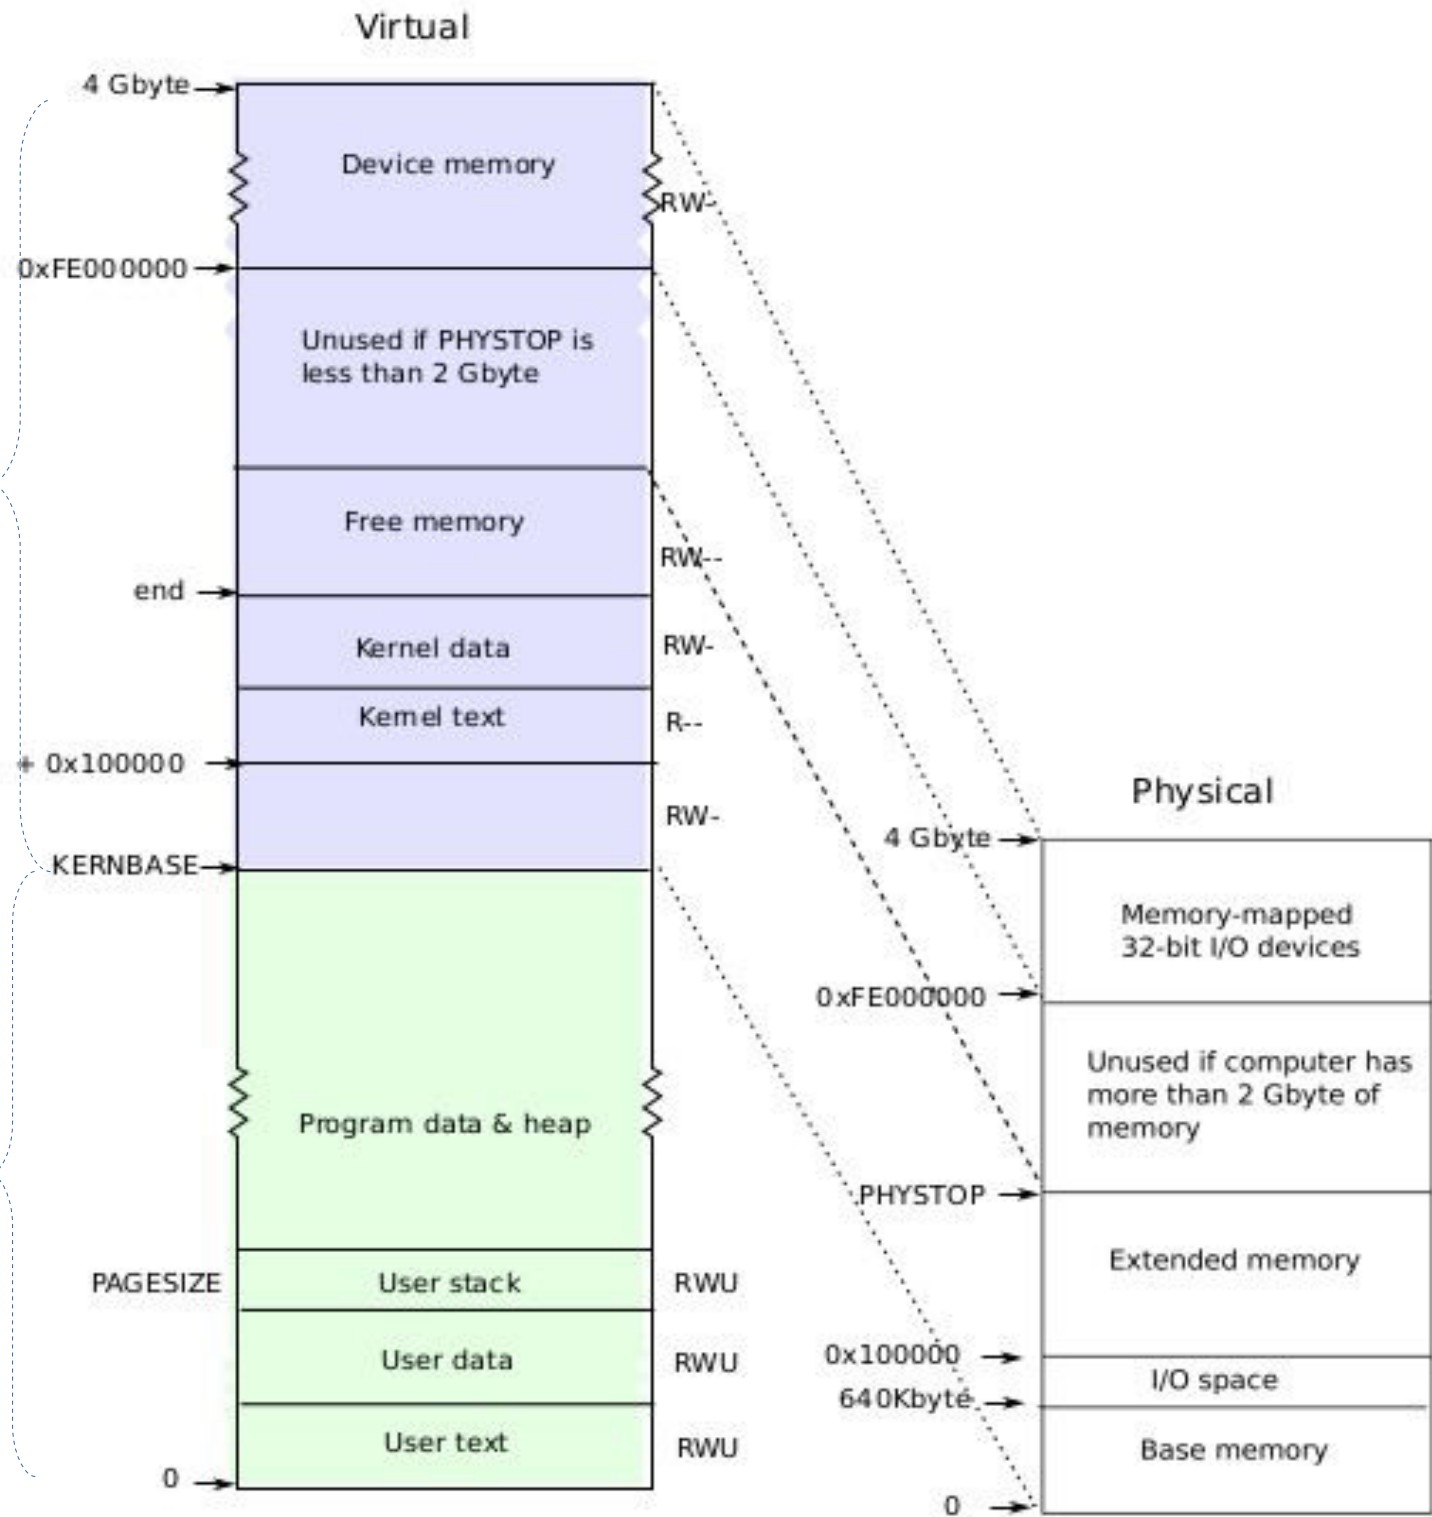 Virtual
4 Gbyte
Device memory
RW-
0xFE000000
Unused if PHYSTOP is
less than 2 Gbyte
Free memory
RW--
end
Kernel data
RW-
Kernel text
R--
+ 0x100000
RW-
KERNBASE
Program data & heap
PAGESIZE
User stack
RWU
User data
RWU
User text
RWU
0
Physical
4 Gbyte
Memory-mapped
32-bit I/O devices
0xFE000000
Unused if computer has
more than 2 Gbyte of
memory
PHYSTOP
Extended memory
0x100000
I/O space
640Kbyte
Base memory
0